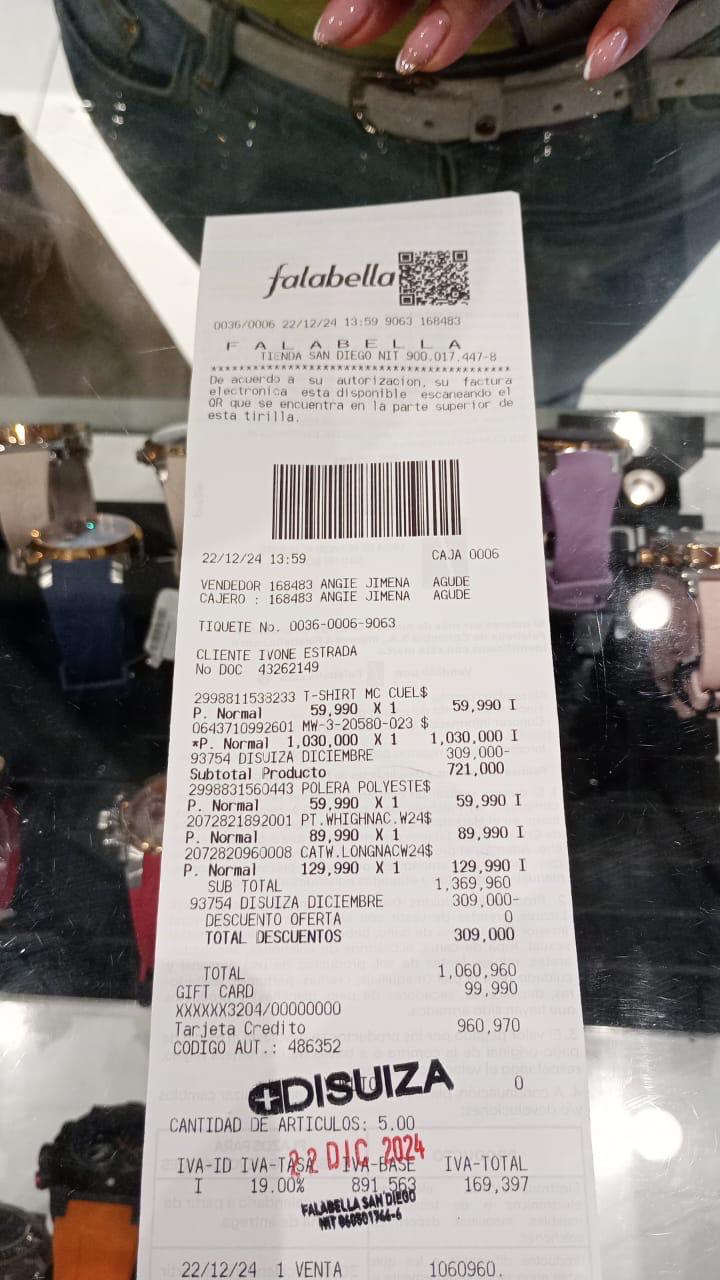 falabella
0036/0006 22/12/24 13:59 9063 168483
F A L A B E L L A
TIENDA SAN DIEGO NIT 900.017.447-8
**************************************************
De acuerdo a su autorizacion, su factura
electronica esta disponible escaneando el
QR que se encuentra en la parte superior de
esta tirilla.
22/12/24 13:59 CAJA 0006
VENDEDOR 168483 ANGIE JIMENA AGUDE
CAJERO : 168483 ANGIE JIMENA AGUDE
TIQUETE No. 0036-0006-9063
CLIENTE IVONE ESTRADA
No DOC 43262149
2998811538233 T-SHIRT MC CUEL$
P. Normal 59,990 X 1 59,990 I
0643710992601 MW-3-20580-023 $
*P. Normal 1,030,000 X 1 1,030,000 I
93754 DISUIZA DICIEMBRE 309,000-
Subtotal Producto 721,000
2998831560443 POLERA POLYESTE$
P. Normal 59,990 X 1 59,990 I
2072821892001 PT.WHIGHNAC.W24$
P. Normal 89,990 X 1 89,990 I
2072820960008 CATW.LONGNACW24$
P. Normal 129,990 X 1 129,990 I
SUB TOTAL 1,369,960
93754 DISUIZA DICIEMBRE 309,000-
DESCUENTO OFERTA 0
TOTAL DESCUENTOS 309,000
TOTAL 1,060,960
GIFT CARD 99,990
XXXXXX3204/00000000
Tarjeta Credito 960,970
CODIGO AUT.: 486352
DISUIZA 0
CANTIDAD DE ARTICULOS: 5.00
22 DIC 2024
IVA-ID IVA-TASA IVA-BASE IVA-TOTAL
I 19.00% 891,563 169,397
FALABELLA SAN DIEGO
22/12/24 1 VENTA 1060960.